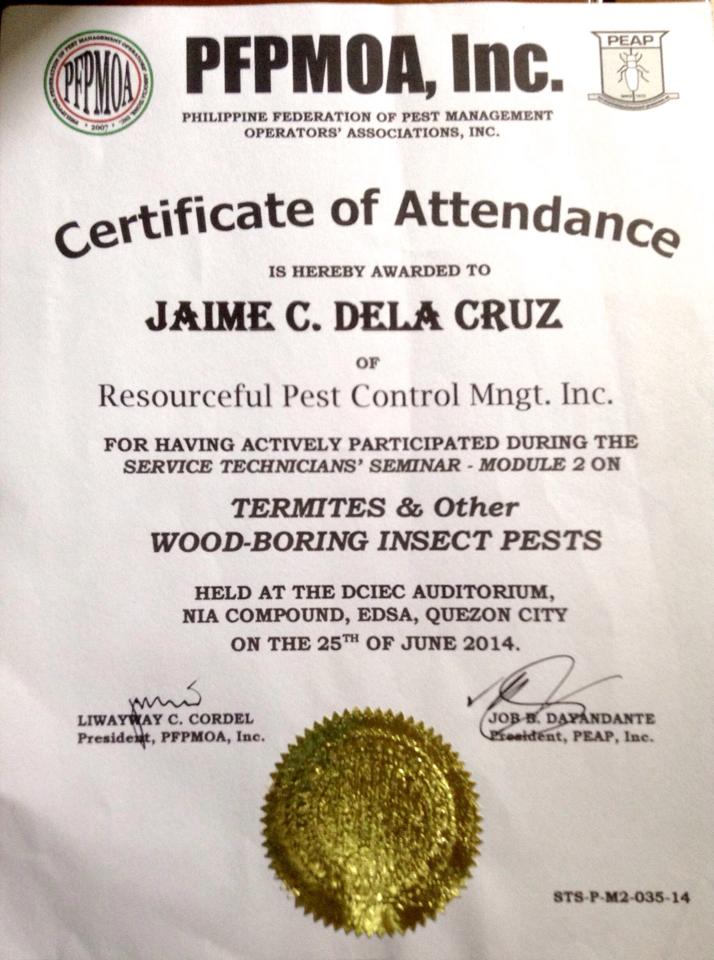 PFPMOA
2007
PFPMOA, Inc.
PEAP
PHILIPPINE FEDERATION OF PEST MANAGEMENT
OPERATORS' ASSOCIATIONS, INC.
Certificate of Attendance
IS HEREBY AWARDED TO
JAIME C. DELA CRUZ
OF
Resourceful Pest Control Mngt. Inc.
FOR HAVING ACTIVELY PARTICIPATED DURING THE
SERVICE TECHNICIANS' SEMINAR - MODULE 2 ON
TERMITES & Other
WOOD-BORING INSECT PESTS
HELD AT THE DCIEC AUDITORIUM,
NIA COMPOUND, EDSA, QUEZON CITY
ON THE 25TH OF JUNE 2014.
LIWAYWAY C. CORDEL
President, PFPMOA, Inc.
JOB B. DAYANDANTE
President, PEAP, Inc.
STS-P-M2-035-14